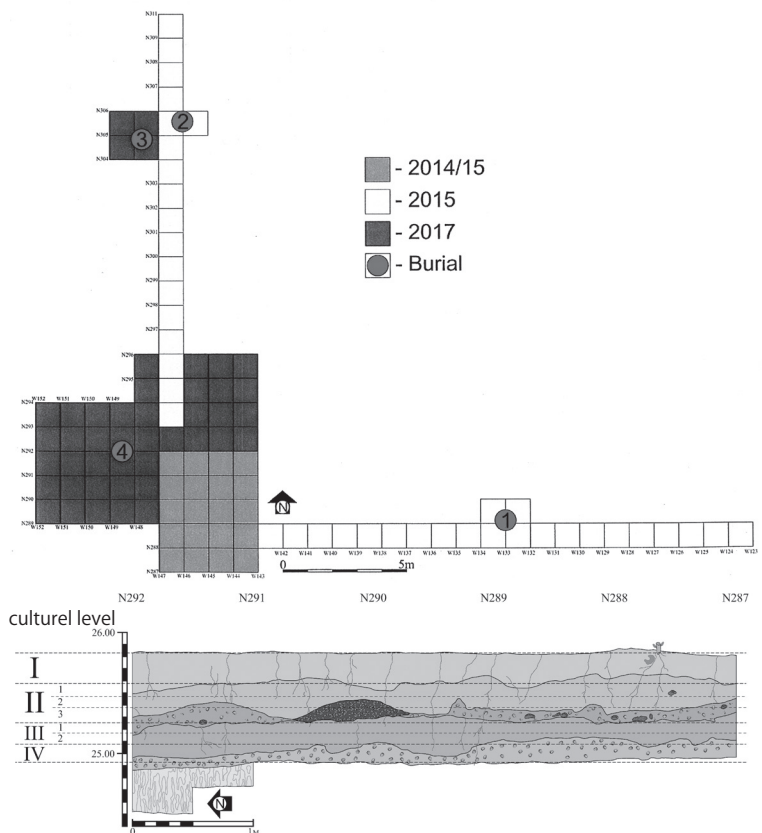 N311
N310
N309
N308
N307
N306
N305
N304
2
3
N303
N302
N301
N300
N299
N298
N297
N296
N295
- 2014/15
- 2015
- 2017
- Burial
W152 W151 W150 W149
N294
N293
N292
N291
N290
4
1
W152 W151 W150 W149 W148
N
W142 W141 W140 W139 W138 W137 W136 W135 W134 W133 W132 W131 W130 W129 W128 W127 W126 W125 W124 W123
N287
W147 W146 W145 W144 W143
0 5m
N292 N291 N290 N289 N288 N287
culturel level
26.00
I
II
1
2
3
III
1
2
IV
25.00
N
0 1M